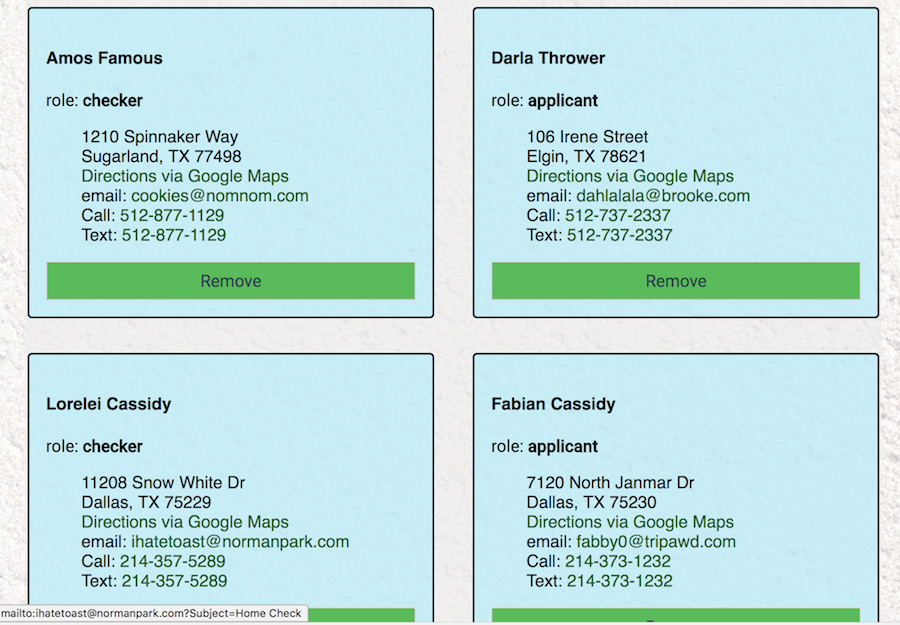 Amos Famous
role: checker
1210 Spinnaker Way
Sugarland, TX 77498
Directions via Google Maps
email: cookies@nomnom.com
Call: 512-877-1129
Text: 512-877-1129
Remove
Darla Thrower
role: applicant
106 Irene Street
Elgin, TX 78621
Directions via Google Maps
email: dahlalala@brooke.com
Call: 512-737-2337
Text: 512-737-2337
Remove
Lorelei Cassidy
role: checker
11208 Snow White Dr
Dallas, TX 75229
Directions via Google Maps
email: ihatetoast@normanpark.com
Call: 214-357-5289
Text: 214-357-5289
Fabian Cassidy
role: applicant
7120 North Janmar Dr
Dallas, TX 75230
Directions via Google Maps
email: fabby0@tripawd.com
Call: 214-373-1232
Text: 214-373-1232
mailto:ihatetoast@normanpark.com?Subject=Home Check